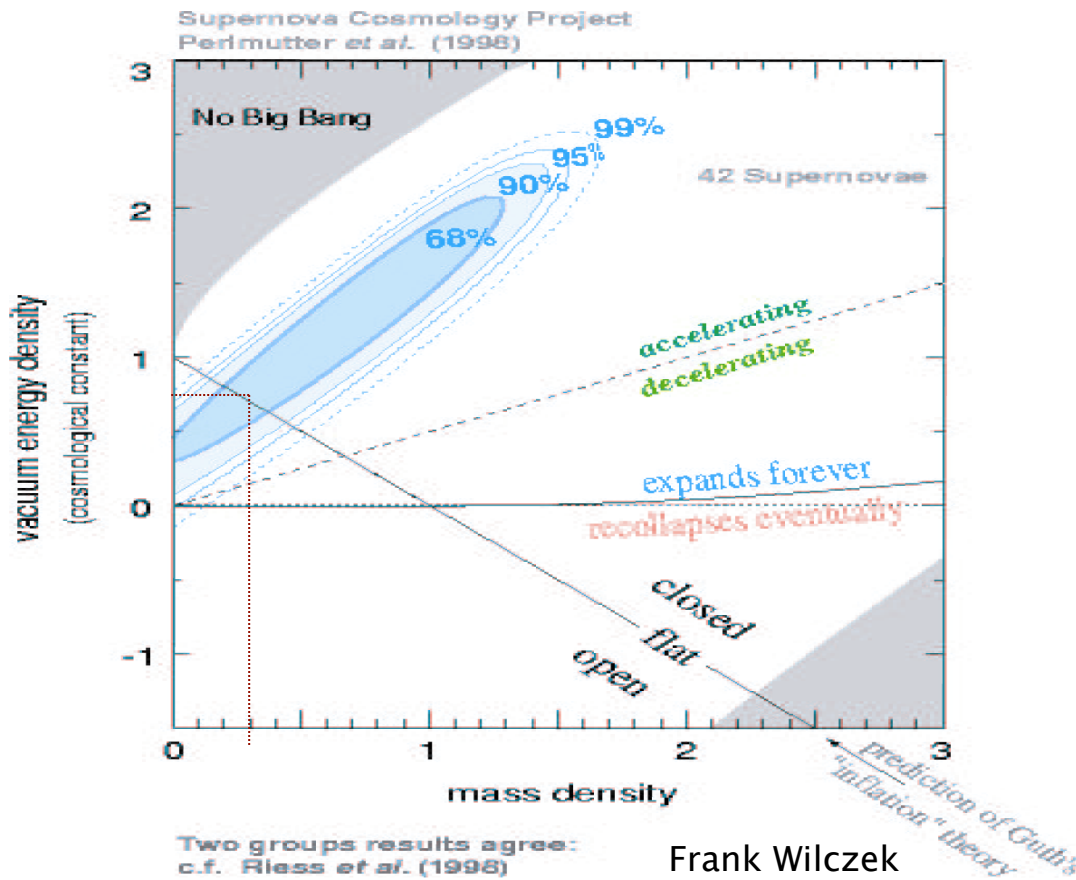 Supernova Cosmology Project
Perlmutter et al. (1998)
3
No Big Bang
99%
95%
42 Supernovae
90%
2
68%
vacuum energy density
(cosmological constant)
accelerating
1
decelerating
expands forever
0
recollapses eventually
closed
flat
-1
open
0
1
2
3
mass density
prediction of Guth's
"inflation" theory
Two groups results agree:
c.f. Riess et al. (1998)
Frank Wilczek